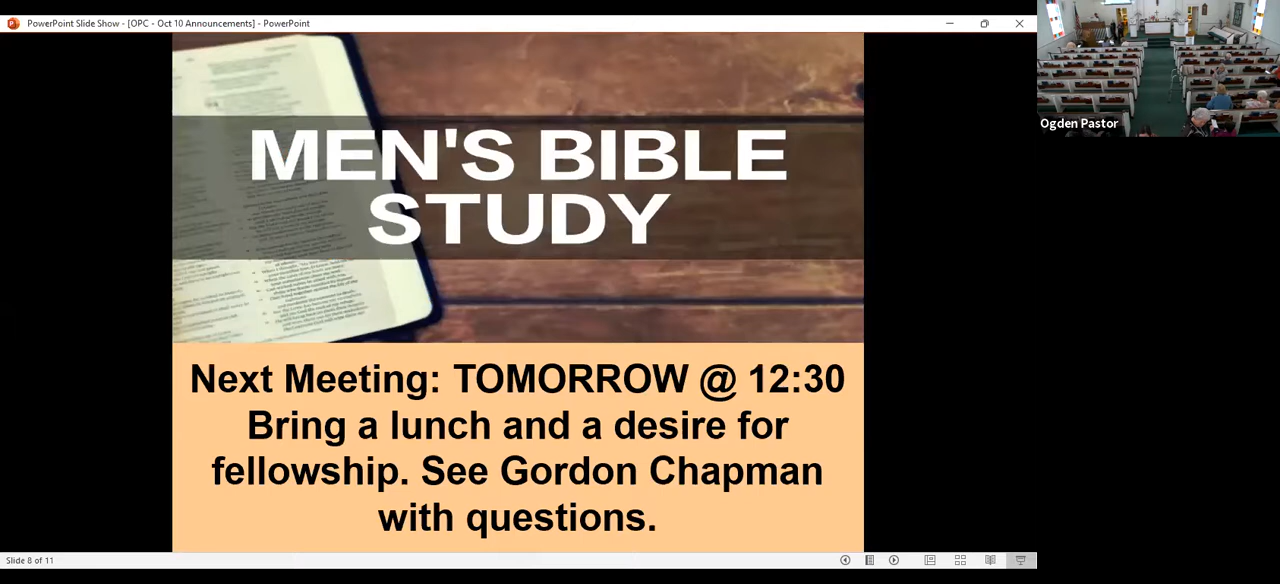 PowerPoint Slide Show - [OPC - Oct 10 Announcements] - PowerPoint
Ogden Pastor
MEN'S BIBLE
STUDY
Next Meeting: TOMORROW @ 12:30
Bring a lunch and a desire for
fellowship. See Gordon Chapman
with questions.
Slide 8 of 11